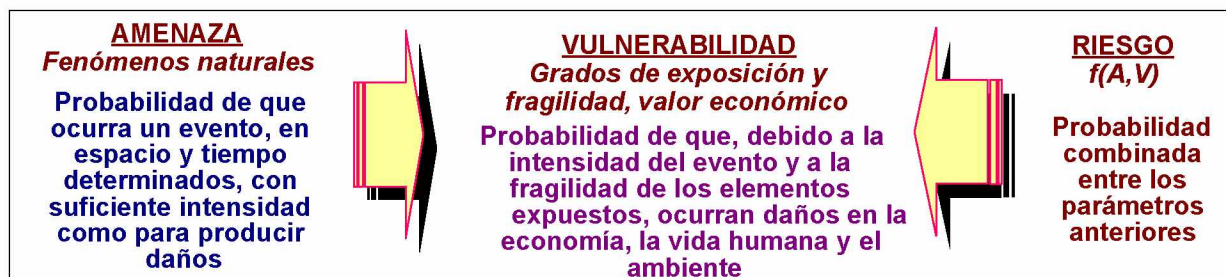 AMENAZA
Fenómenos naturales
Probabilidad de que
ocurra un evento, en
espacio y tiempo
determinados, con
suficiente intensidad
como para producir
daños
VULNERABILIDAD
Grados de exposición y
fragilidad, valor económico
Probabilidad de que, debido a la
intensidad del evento y a la
fragilidad de los elementos
expuestos, ocurran daños en la
economía, la vida humana y el
ambiente
RIESGO
f(A,V)
Probabilidad
combinada
entre los
parámetros
anteriores